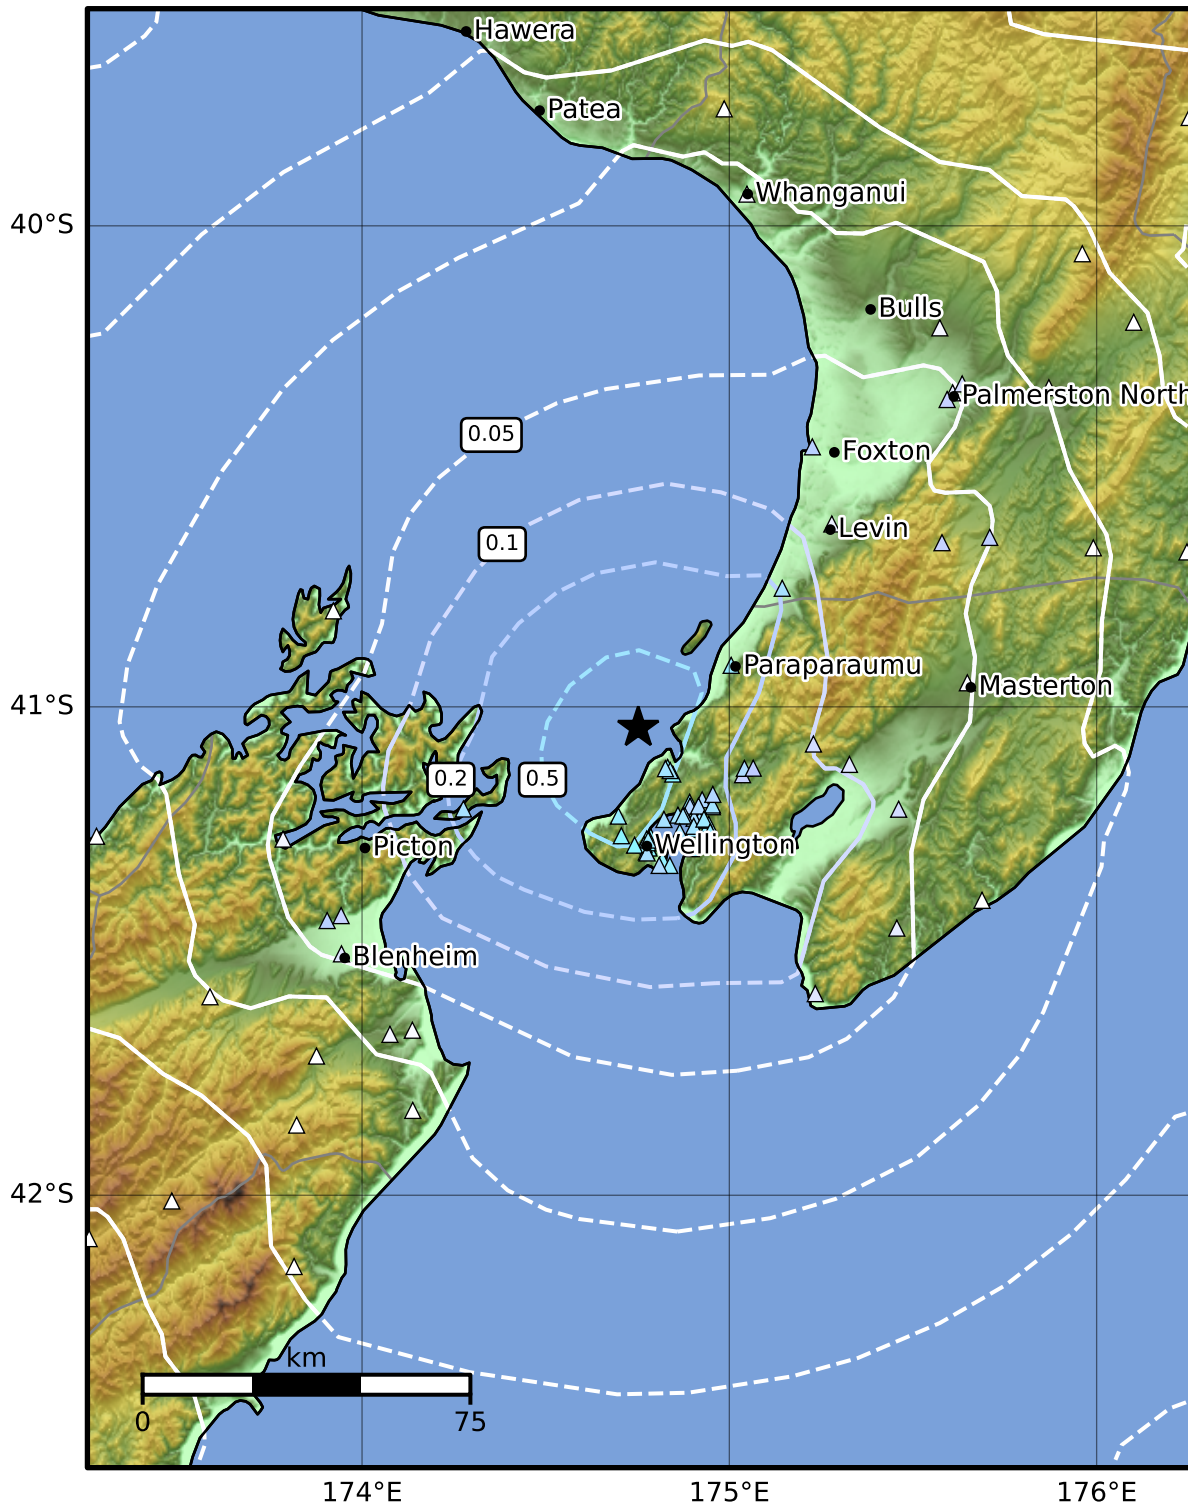 Hawera
Patea
Whanganui
40°S
Bulls
Palmerston North
0.05
Foxton
Levin
0.1
Paraparaumu
Masterton
41°S
0.2
0.5
Picton
Wellington
Blenheim
42°S
km
0
75
174°E
175°E
176°E